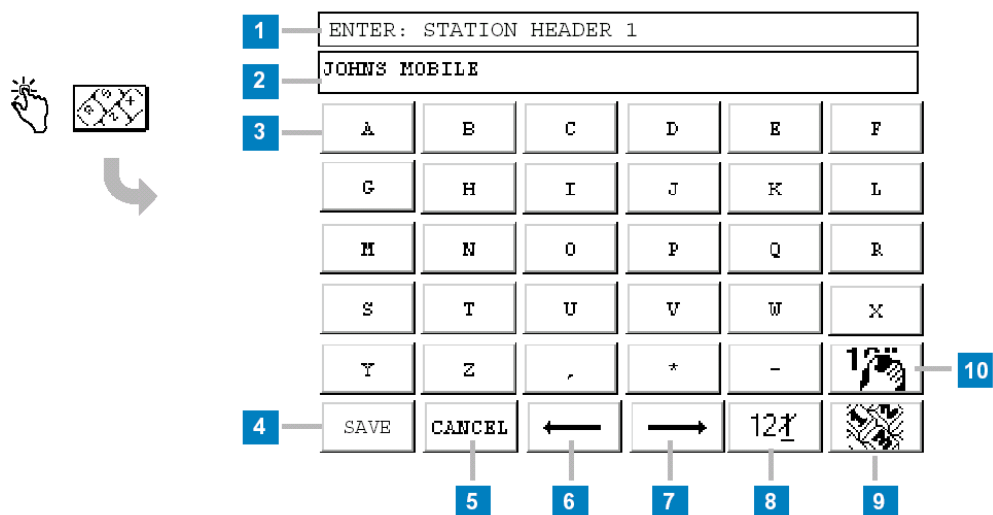 1 ENTER: STATION HEADER 1
2 JOHNS MOBILE
3 A B C D E F
G H I J K L
M N O P Q R
S T U V W X
Y Z , * - 10
4 SAVE CANCEL 121
5 6 7 8 9